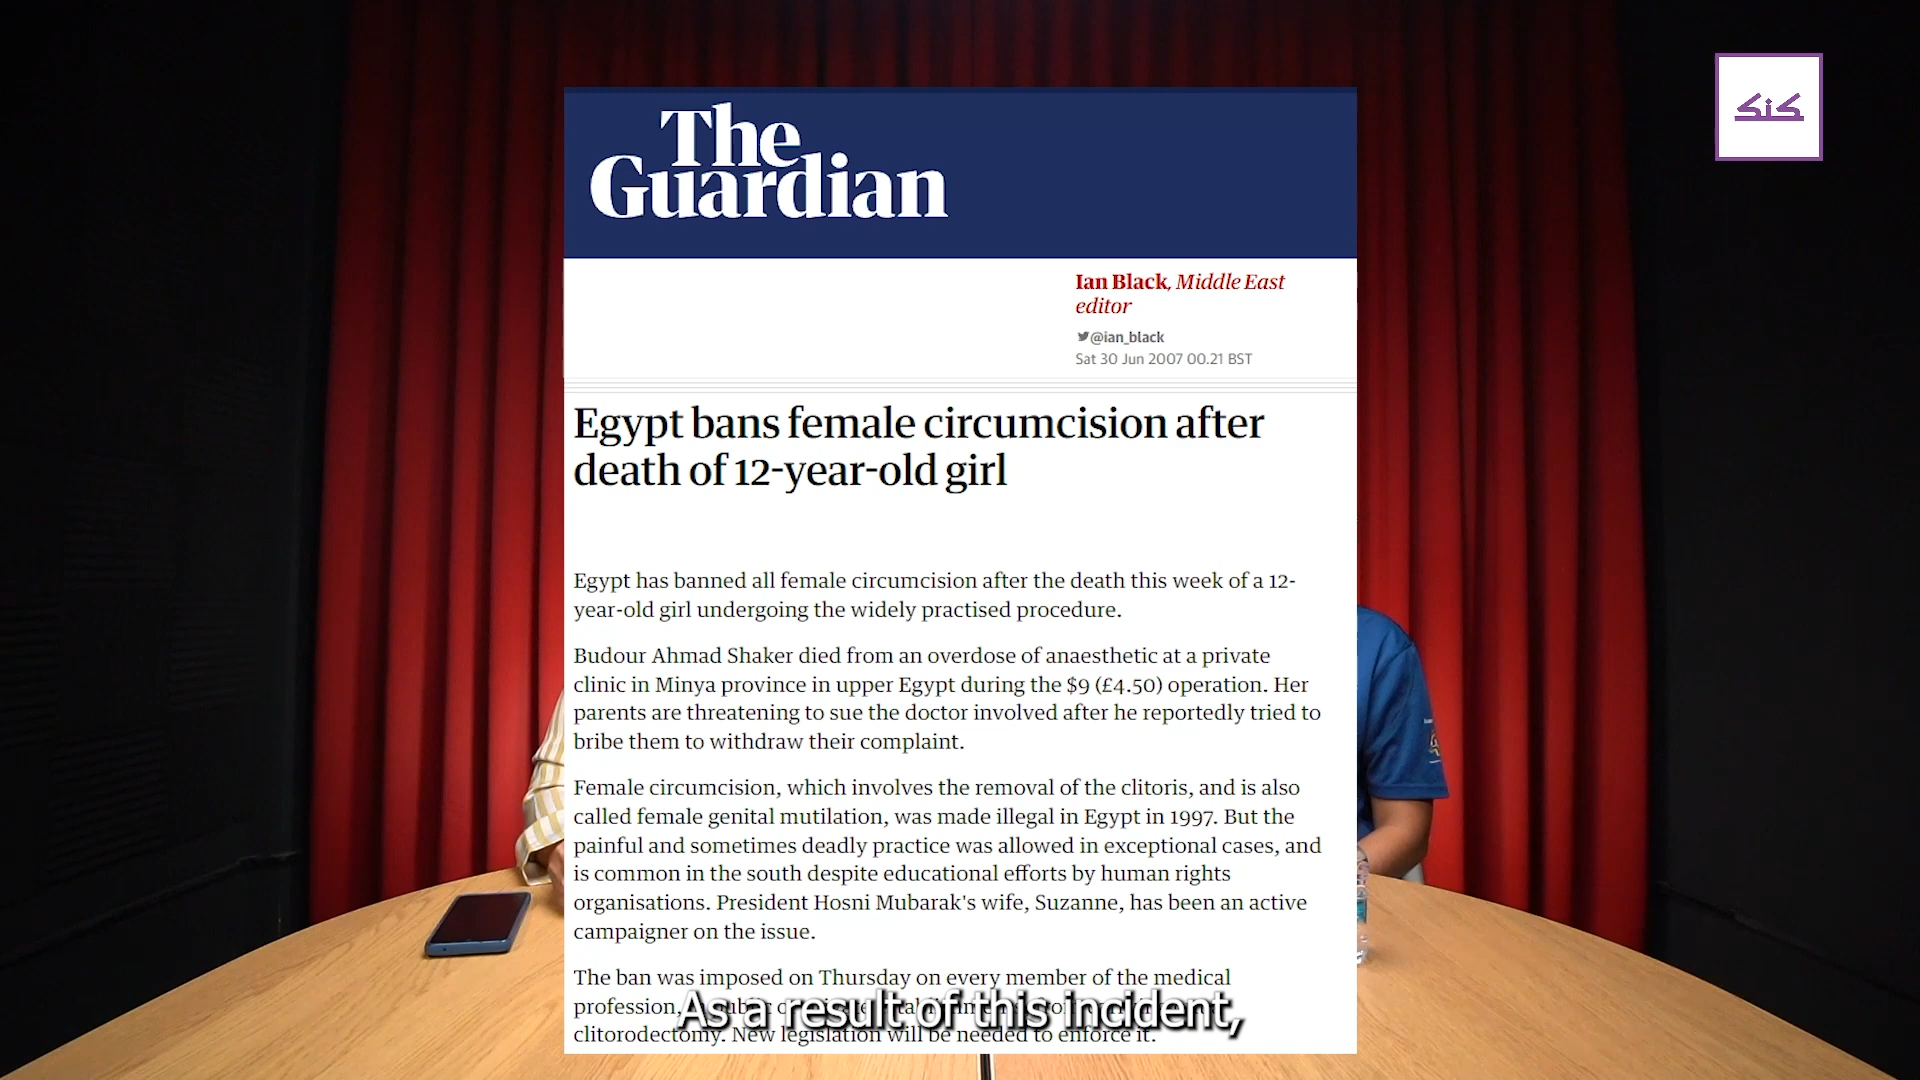 سكس
The
Guardian
Ian Black, Middle East
editor
@ian_black
Sat 30 Jun 2007 00.21 BST
Egypt bans female circumcision after
death of 12-year-old girl
Egypt has banned all female circumcision after the death this week of a 12-
year-old girl undergoing the widely practised procedure.
Budour Ahmad Shaker died from an overdose of anaesthetic at a private
clinic in Minya province in upper Egypt during the $9 (£4.50) operation. Her
parents are threatening to sue the doctor involved after he reportedly tried to
bribe them to withdraw their complaint.
Female circumcision, which involves the removal of the clitoris, and is also
called female genital mutilation, was made illegal in Egypt in 1997. But the
painful and sometimes deadly practice was allowed in exceptional cases, and
is common in the south despite educational efforts by human rights
organisations. President Hosni Mubarak's wife, Suzanne, has been an active
campaigner on the issue.
The ban was imposed on Thursday on every member of the medical
profession,
As a result of this incident,
clitorodectomy. New legislation will be needed to enforce it.